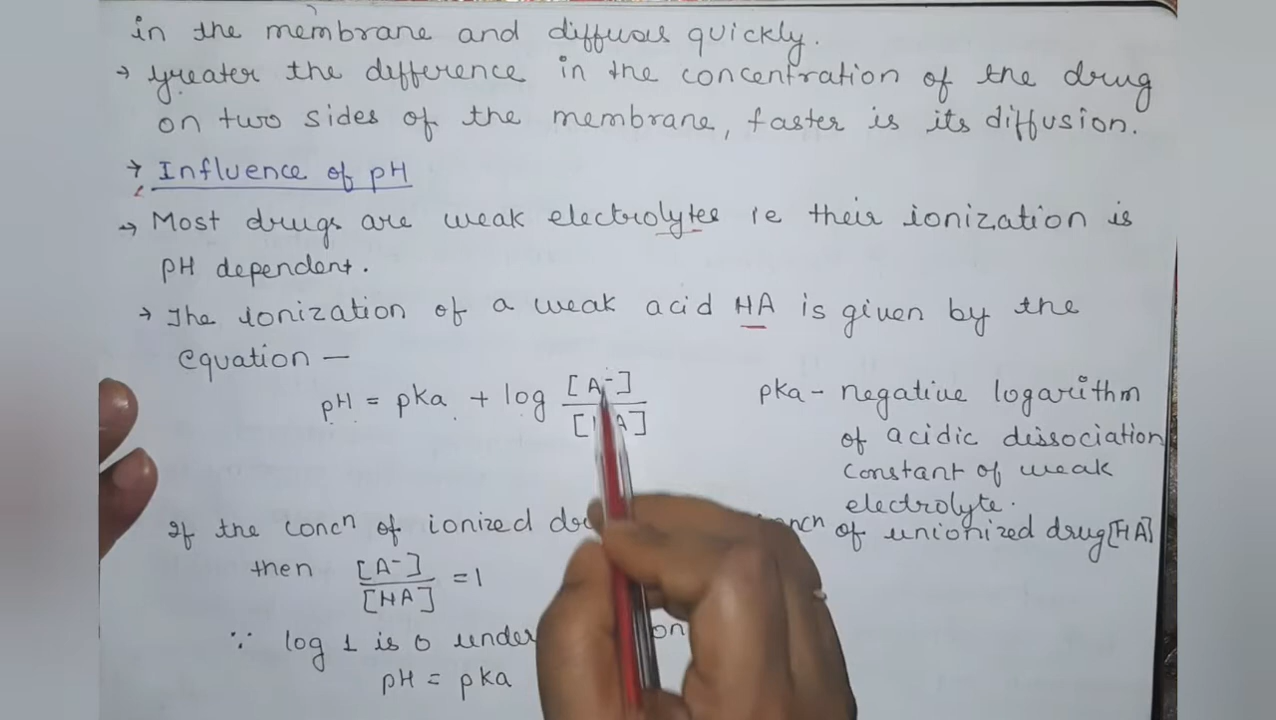 in the membrane and diffuses quickly.
→ Greater the difference in the concentration of the drug
on two sides of the membrane, faster is its diffusion.
→ Influence of pH
→ Most drugs are weak electrolytes ie their ionization is
pH dependent.
→ The ionization of a weak acid HA is given by the
equation —
pH = pka + log [A-] / [HA]
pka - negative logarithm
of acidic dissociation
constant of weak
electrolyte.
If the concn of ionized of unionized drug [HA]
then [A-] / [HA] = 1
∵ log 1 is 0 under
pH = pka